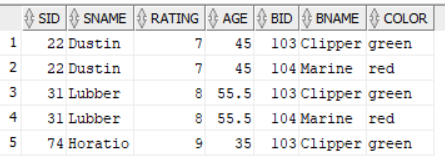 SID SNAME RATING AGE BID BNAME COLOR
1 22 Dustin 7 45 103 Clipper green
2 22 Dustin 7 45 104 Marine red
3 31 Lubber 8 55.5 103 Clipper green
4 31 Lubber 8 55.5 104 Marine red
5 74 Horatio 9 35 103 Clipper green